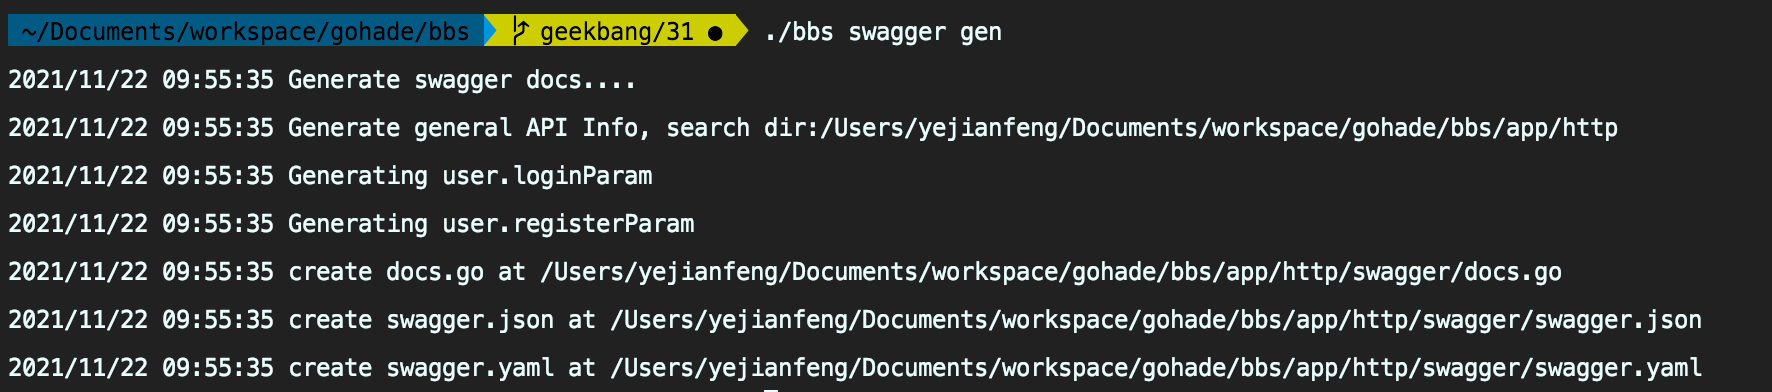 ~/Documents/workspace/gohade/bbs geekbang/31 ● ./bbs swagger gen
2021/11/22 09:55:35 Generate swagger docs....
2021/11/22 09:55:35 Generate general API Info, search dir:/Users/yejianfeng/Documents/workspace/gohade/bbs/app/http
2021/11/22 09:55:35 Generating user.loginParam
2021/11/22 09:55:35 Generating user.registerParam
2021/11/22 09:55:35 create docs.go at /Users/yejianfeng/Documents/workspace/gohade/bbs/app/http/swagger/docs.go
2021/11/22 09:55:35 create swagger.json at /Users/yejianfeng/Documents/workspace/gohade/bbs/app/http/swagger/swagger.json
2021/11/22 09:55:35 create swagger.yaml at /Users/yejianfeng/Documents/workspace/gohade/bbs/app/http/swagger/swagger.yaml